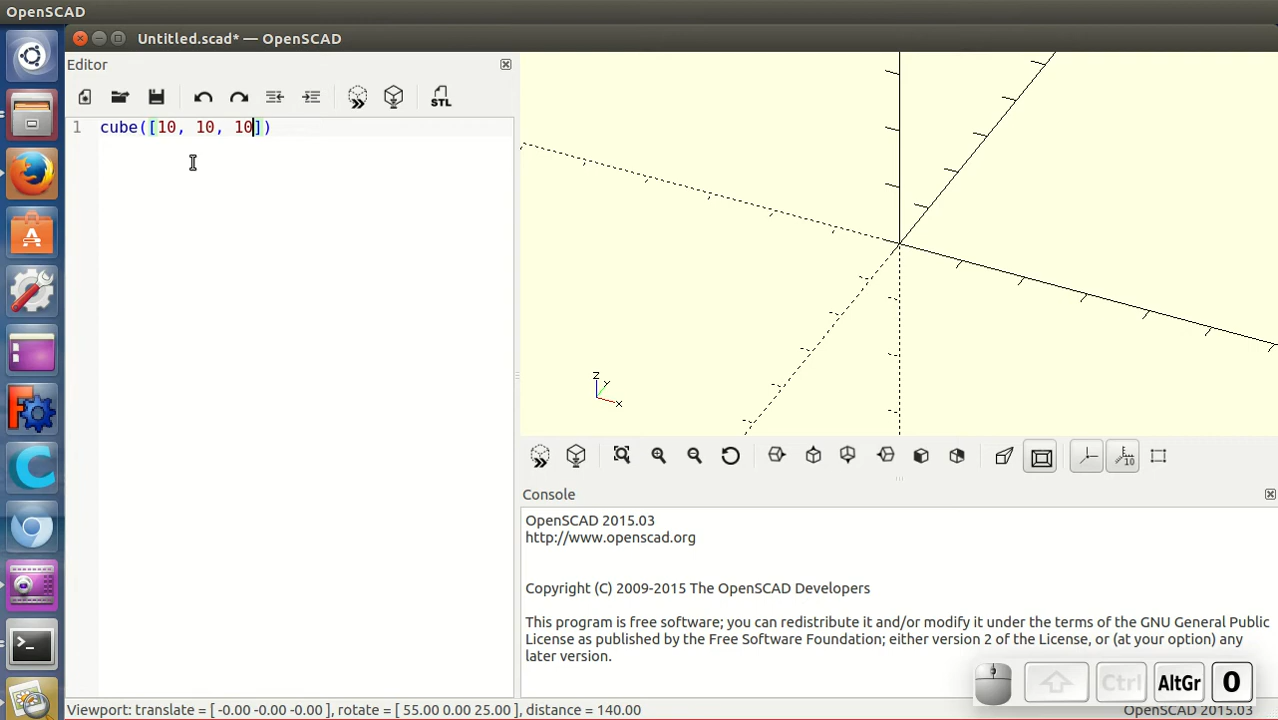 OpenSCAD
Untitled.scad* — OpenSCAD
Editor
STL
1 cube([10, 10, 10])
Z
Y
X
10
Console
OpenSCAD 2015.03
http://www.openscad.org
Copyright (C) 2009-2015 The OpenSCAD Developers
This program is free software; you can redistribute it and/or modify it under the terms of the GNU General Public
License as published by the Free Software Foundation; either version 2 of the License, or (at your option) any
later version.
Ctrl AltGr 0
Viewport: translate = [ -0.00 -0.00 -0.00 ], rotate = [ 55.00 0.00 25.00 ], distance = 140.00
OpenSCAD 2015.03